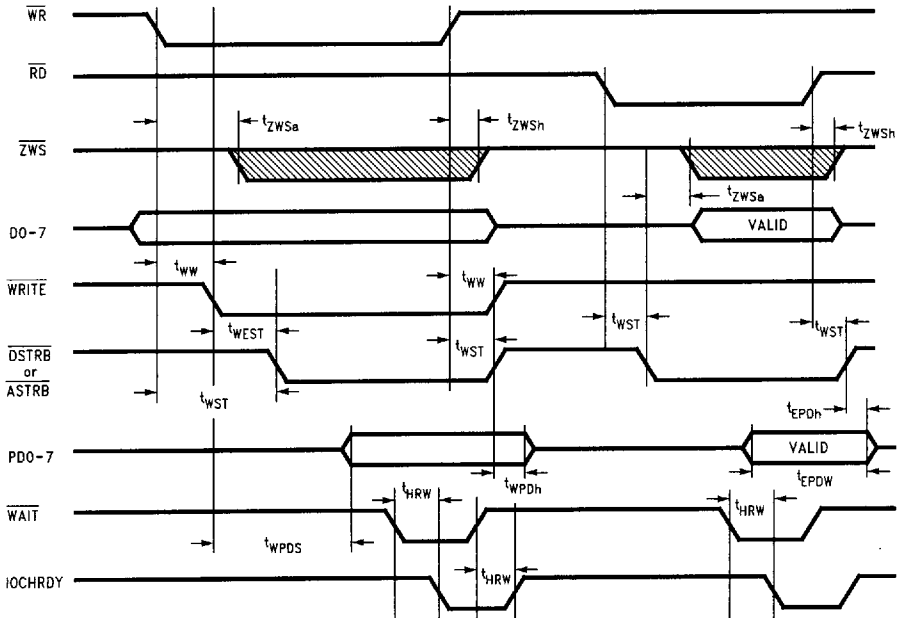 WR
RD
tZWSa
tZWSh
tZWSh
ZWS
tZWSa
D0-7
VALID
tWW
tWW
WRITE
tWEST
tWST
tWST
tWST
DSTRB
or
ASTRB
tWST
tEPDh
PD0-7
VALID
tWPDh
tEPDW
tHRW
tHRW
WAIT
tWPDS
tHRW
IOCHRDY